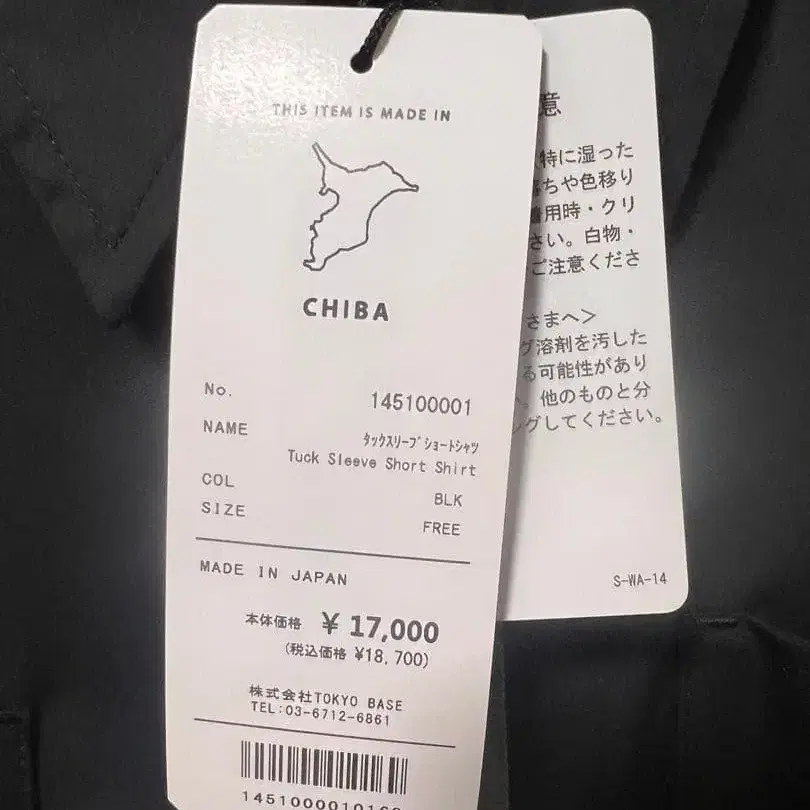 THIS ITEM IS MADE IN
CHIBA
No. 145100001
NAME ﾀｯｸｽﾘｰﾌﾞｼｮｰﾄｼｬﾂ
Tuck Sleeve Short Shirt
COL BLK
SIZE FREE
MADE IN JAPAN
本体価格 ¥ 17,000
(税込価格 ¥18,700)
株式会社TOKYO BASE
TEL:03-6712-6861
意
特に湿った
落ちや色移り
着用時・クリ
さい。白物・
ご注意くださ
さまへ>
グ溶剤を汚した
る可能性があり
。他のものと分
ングしてください。
S-WA-14